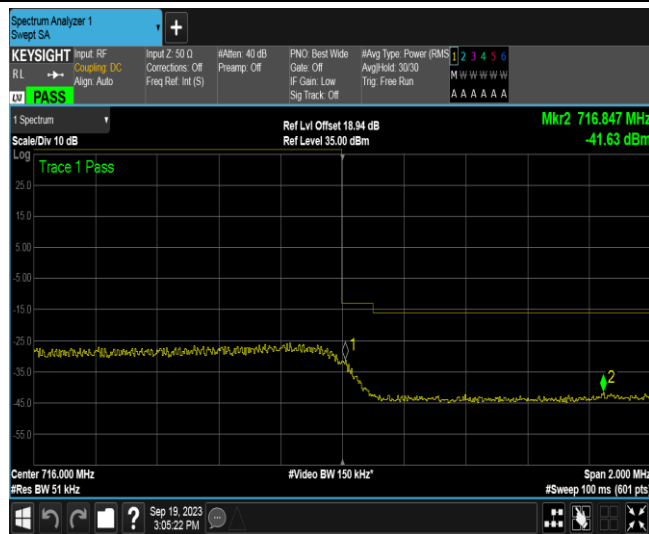 Spectrum Analyzer 1
Swept SA
+
KEYSIGHT
RL
LXI PASS
Input: RF
Coupling: DC
Align: Auto
Input Z: 50 Ω
Corrections: Off
Freq Ref: Int (S)
#Atten: 40 dB
Preamp: Off
PNO: Best Wide
Gate: Off
IF Gain: Low
Sig Track: Off
#Avg Type: Power (RMS
Avg|Hold: 30/30
Trig: Free Run
1 2 3 4 5 6
M W W W W W
A A A A A A
1 Spectrum
Scale/Div 10 dB
Ref Lvl Offset 18.94 dB
Ref Level 35.00 dBm
Mkr2 716.847 MHz
-41.63 dBm
Log
Trace 1 Pass
25.0
15.0
5.00
-5.00
-15.0
-25.0
-35.0
-45.0
-55.0
1
2
Center 716.000 MHz
#Res BW 51 kHz
#Video BW 150 kHz*
Span 2.000 MHz
#Sweep 100 ms (601 pts)
?
Sep 19, 2023
3:05:22 PM